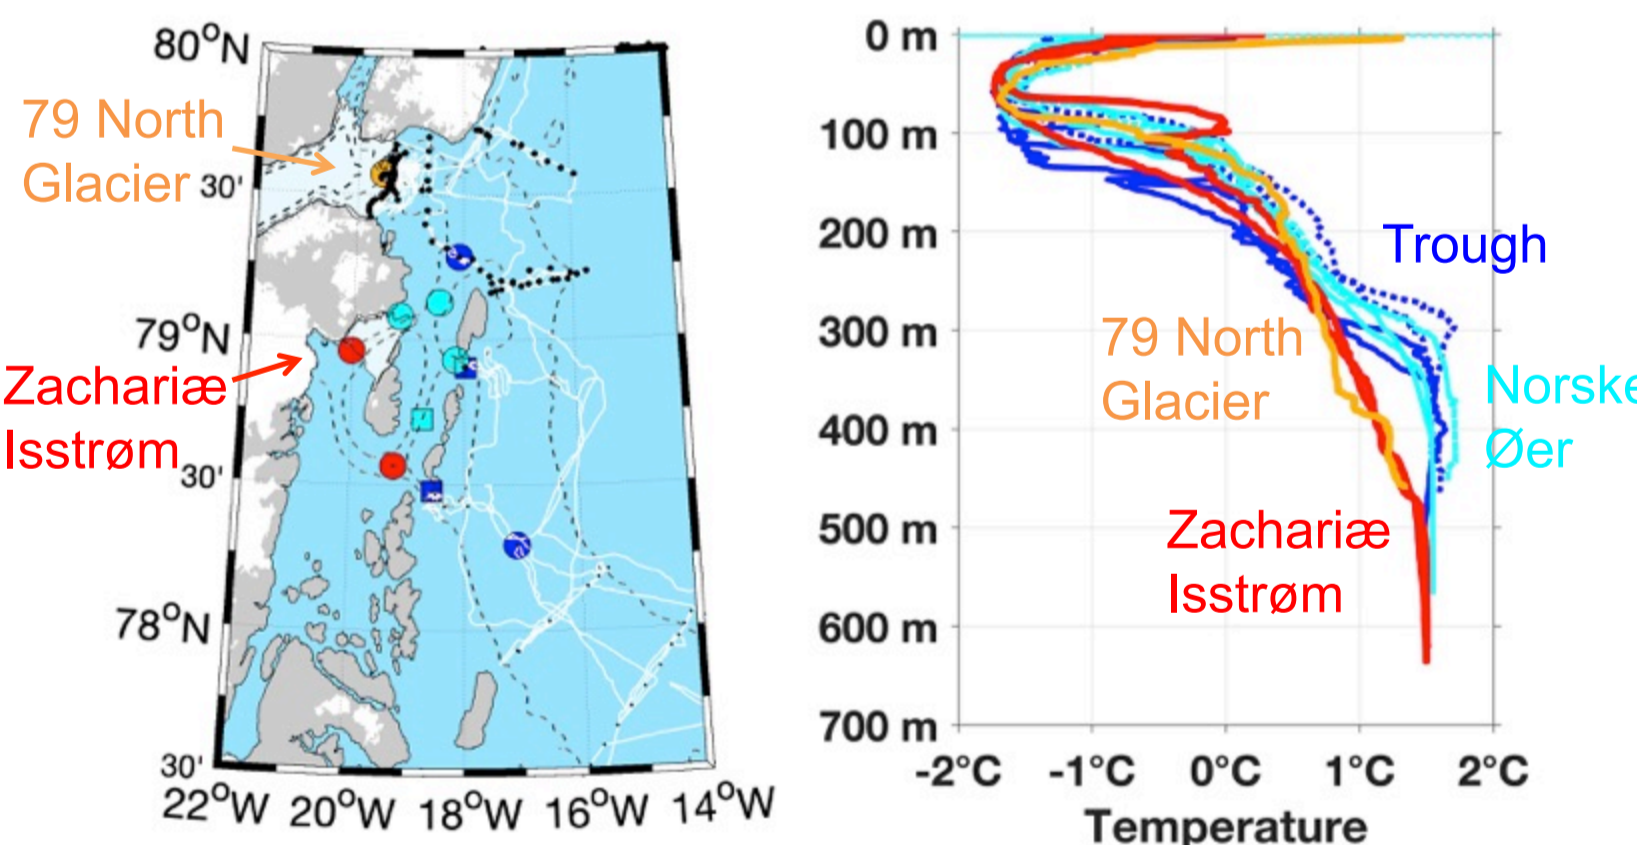 80°N
79 North
Glacier
30'
79°N
Zachariæ
Isstrøm
30'
78°N
30'
22°W 20°W 18°W 16°W 14°W
0 m
100 m
200 m
300 m
400 m
500 m
600 m
700 m
Trough
79 North
Glacier
Norske
Øer
Zachariæ
Isstrøm
-2°C -1°C 0°C 1°C 2°C
Temperature